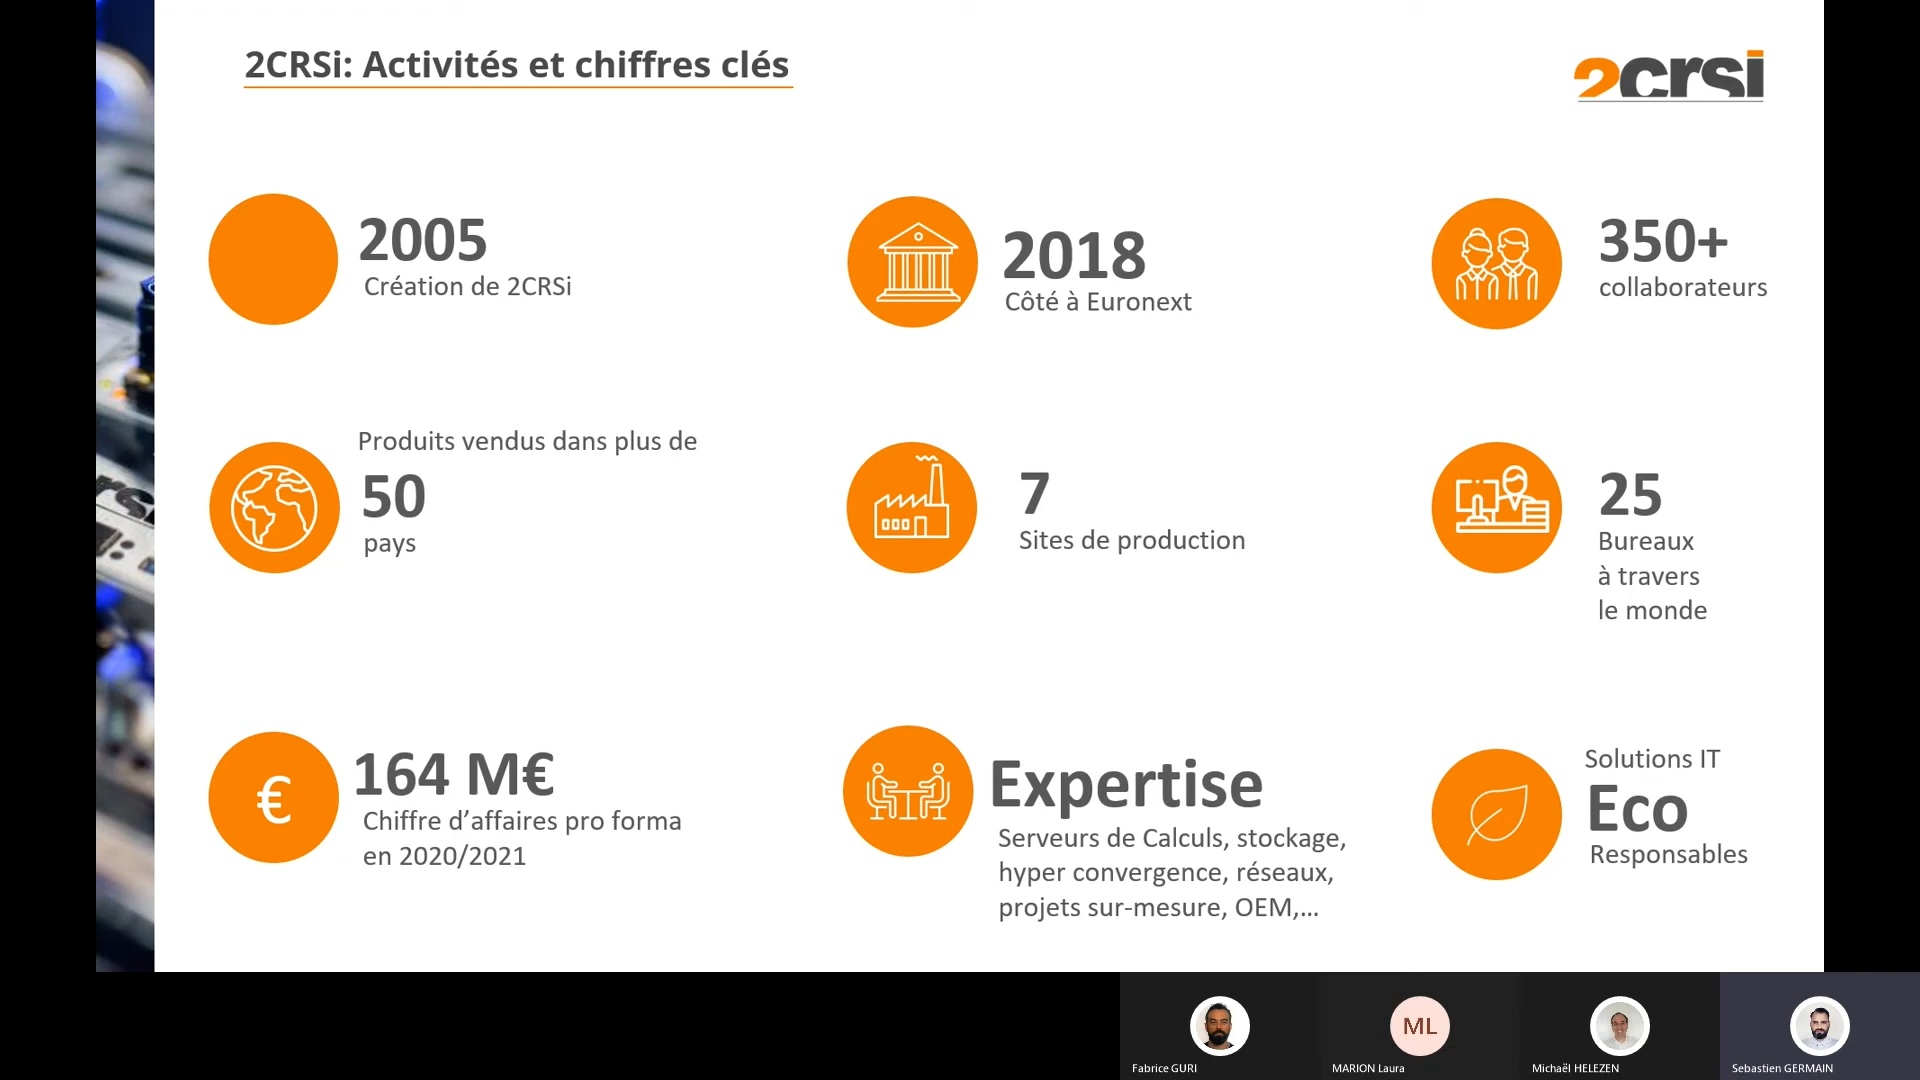 2CRSi: Activités et chiffres clés
2crsi
2005
Création de 2CRSi
2018
Côté à Euronext
350+
collaborateurs
Produits vendus dans plus de
50
pays
7
Sites de production
25
Bureaux
à travers
le monde
€
164 M€
Chiffre d’affaires pro forma
en 2020/2021
Expertise
Serveurs de Calculs, stockage,
hyper convergence, réseaux,
projets sur-mesure, OEM,...
Solutions IT
Eco
Responsables
ML
Fabrice GURI
MARION Laura
Michaël HELEZEN
Sebastien GERMAIN